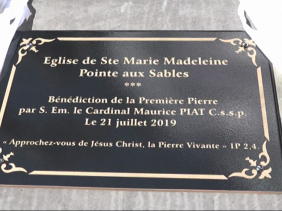 Eglise de Ste Marie Madeleine
Pointe aux Sables
***
Bénédiction de la Première Pierre
par S. Em. le Cardinal Maurice PIAT C.s.s.p.
Le 21 juillet 2019
« Approchez-vous de Jésus Christ, la Pierre Vivante » 1P 2,4